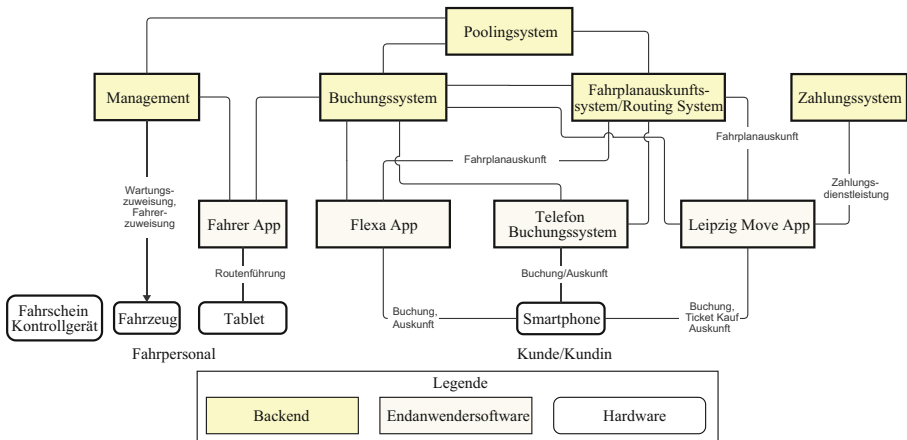 Poolingsystem
Management
Buchungssystem
Fahrplanauskunfts-
system/Routing System
Zahlungssystem
Fahrplanauskunft
Fahrplanauskunft
Wartungs-
zuweisung,
Fahrer-
zuweisung
Zahlungs-
dienstleistung
Fahrer App
Flexa App
Telefon
Buchungssystem
Leipzig Move App
Routenführung
Buchung/Auskunft
Fahrschein
Kontrollgerät
Fahrzeug
Tablet
Buchung,
Auskunft
Smartphone
Buchung,
Ticket Kauf
Auskunft
Fahrpersonal
Kunde/Kundin
Legende
Backend
Endanwendersoftware
Hardware